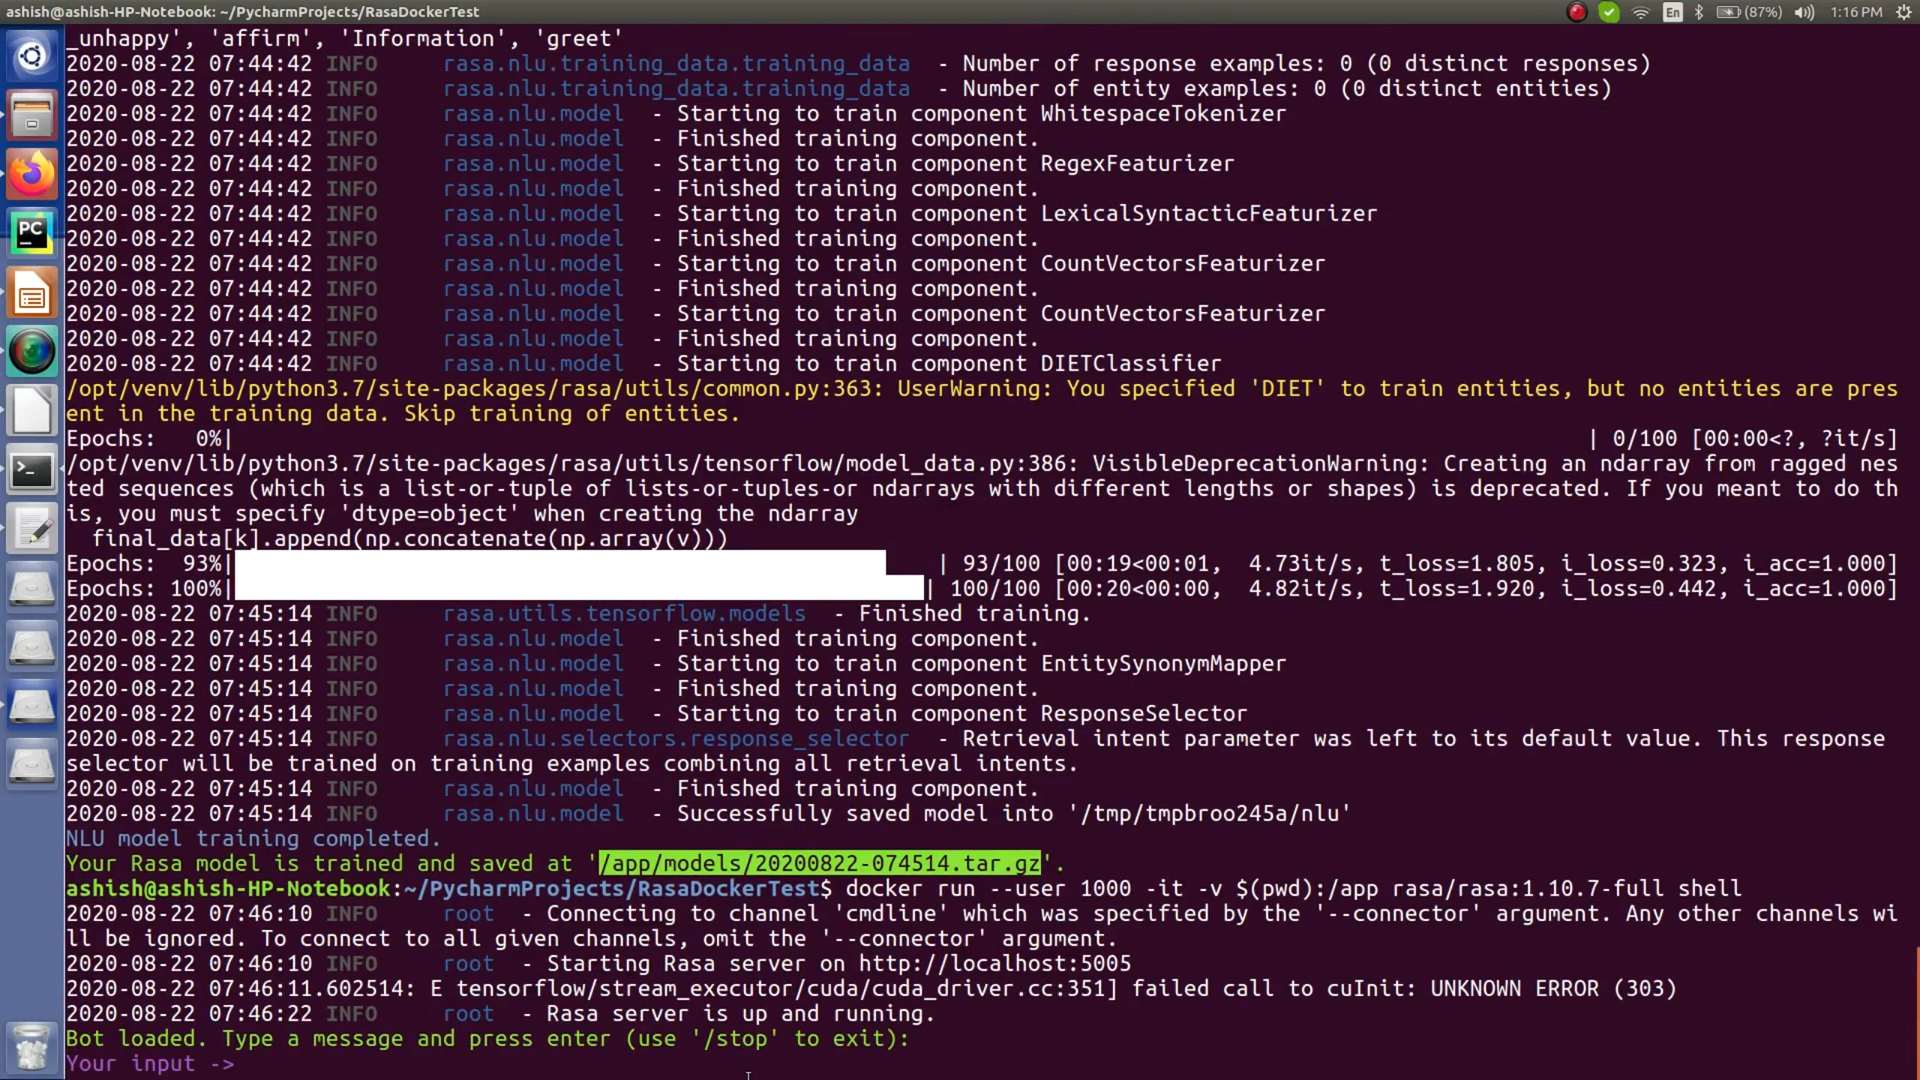 ashish@ashish-HP-Notebook: ~/PycharmProjects/RasaDockerTest
En
(87%)
1:16 PM
_unhappy', 'affirm', 'Information', 'greet'
2020-08-22 07:44:42 INFO     rasa.nlu.training_data.training_data  - Number of response examples: 0 (0 distinct responses)
2020-08-22 07:44:42 INFO     rasa.nlu.training_data.training_data  - Number of entity examples: 0 (0 distinct entities)
2020-08-22 07:44:42 INFO     rasa.nlu.model  - Starting to train component WhitespaceTokenizer
2020-08-22 07:44:42 INFO     rasa.nlu.model  - Finished training component.
2020-08-22 07:44:42 INFO     rasa.nlu.model  - Starting to train component RegexFeaturizer
2020-08-22 07:44:42 INFO     rasa.nlu.model  - Finished training component.
2020-08-22 07:44:42 INFO     rasa.nlu.model  - Starting to train component LexicalSyntacticFeaturizer
2020-08-22 07:44:42 INFO     rasa.nlu.model  - Finished training component.
2020-08-22 07:44:42 INFO     rasa.nlu.model  - Starting to train component CountVectorsFeaturizer
2020-08-22 07:44:42 INFO     rasa.nlu.model  - Finished training component.
2020-08-22 07:44:42 INFO     rasa.nlu.model  - Starting to train component CountVectorsFeaturizer
2020-08-22 07:44:42 INFO     rasa.nlu.model  - Finished training component.
2020-08-22 07:44:42 INFO     rasa.nlu.model  - Starting to train component DIETClassifier
/opt/venv/lib/python3.7/site-packages/rasa/utils/common.py:363: UserWarning: You specified 'DIET' to train entities, but no entities are pres
ent in the training data. Skip training of entities.
Epochs:   0%|          | 0/100 [00:00<?, ?it/s]
/opt/venv/lib/python3.7/site-packages/rasa/utils/tensorflow/model_data.py:386: VisibleDeprecationWarning: Creating an ndarray from ragged nes
ted sequences (which is a list-or-tuple of lists-or-tuples-or ndarrays with different lengths or shapes) is deprecated. If you meant to do th
is, you must specify 'dtype=object' when creating the ndarray
  final_data[k].append(np.concatenate(np.array(v)))
Epochs:  93%|          | 93/100 [00:19<00:01,  4.73it/s, t_loss=1.805, i_loss=0.323, i_acc=1.000]
Epochs: 100%|          | 100/100 [00:20<00:00,  4.82it/s, t_loss=1.920, i_loss=0.442, i_acc=1.000]
2020-08-22 07:45:14 INFO     rasa.utils.tensorflow.models  - Finished training.
2020-08-22 07:45:14 INFO     rasa.nlu.model  - Finished training component.
2020-08-22 07:45:14 INFO     rasa.nlu.model  - Starting to train component EntitySynonymMapper
2020-08-22 07:45:14 INFO     rasa.nlu.model  - Finished training component.
2020-08-22 07:45:14 INFO     rasa.nlu.model  - Starting to train component ResponseSelector
2020-08-22 07:45:14 INFO     rasa.nlu.selectors.response_selector  - Retrieval intent parameter was left to its default value. This response
selector will be trained on training examples combining all retrieval intents.
2020-08-22 07:45:14 INFO     rasa.nlu.model  - Finished training component.
2020-08-22 07:45:14 INFO     rasa.nlu.model  - Successfully saved model into '/tmp/tmpbroo245a/nlu'
NLU model training completed.
Your Rasa model is trained and saved at '/app/models/20200822-074514.tar.gz'.
ashish@ashish-HP-Notebook:~/PycharmProjects/RasaDockerTest$ docker run --user 1000 -it -v $(pwd):/app rasa/rasa:1.10.7-full shell
2020-08-22 07:46:10 INFO     root  - Connecting to channel 'cmdline' which was specified by the '--connector' argument. Any other channels wi
ll be ignored. To connect to all given channels, omit the '--connector' argument.
2020-08-22 07:46:10 INFO     root  - Starting Rasa server on http://localhost:5005
2020-08-22 07:46:11.602514: E tensorflow/stream_executor/cuda/cuda_driver.cc:351] failed call to cuInit: UNKNOWN ERROR (303)
2020-08-22 07:46:22 INFO     root  - Rasa server is up and running.
Bot loaded. Type a message and press enter (use '/stop' to exit):
Your input ->
PC